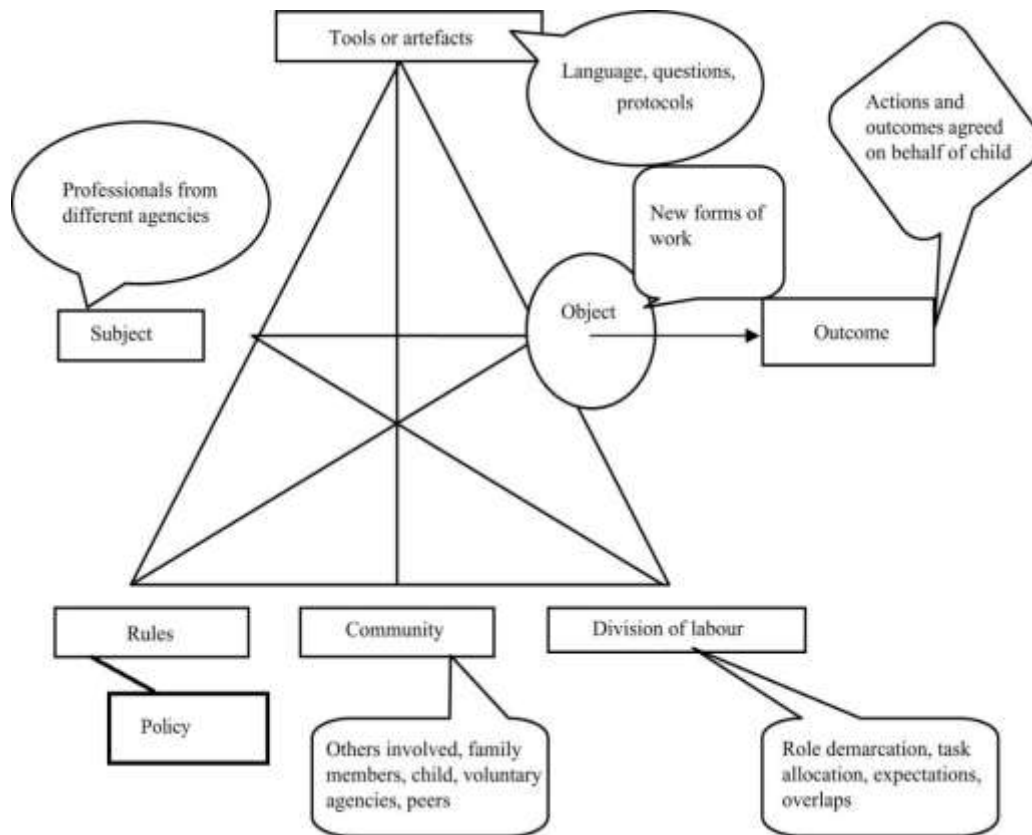 Tools or artefacts
Language, questions,
protocols
Actions and
outcomes agreed
on behalf of child
Professionals from
different agencies
New forms of
work
Subject
Object
Outcome
Rules
Community
Division of labour
Policy
Others involved, family
members, child, voluntary
agencies, peers
Role demarcation, task
allocation, expectations,
overlaps